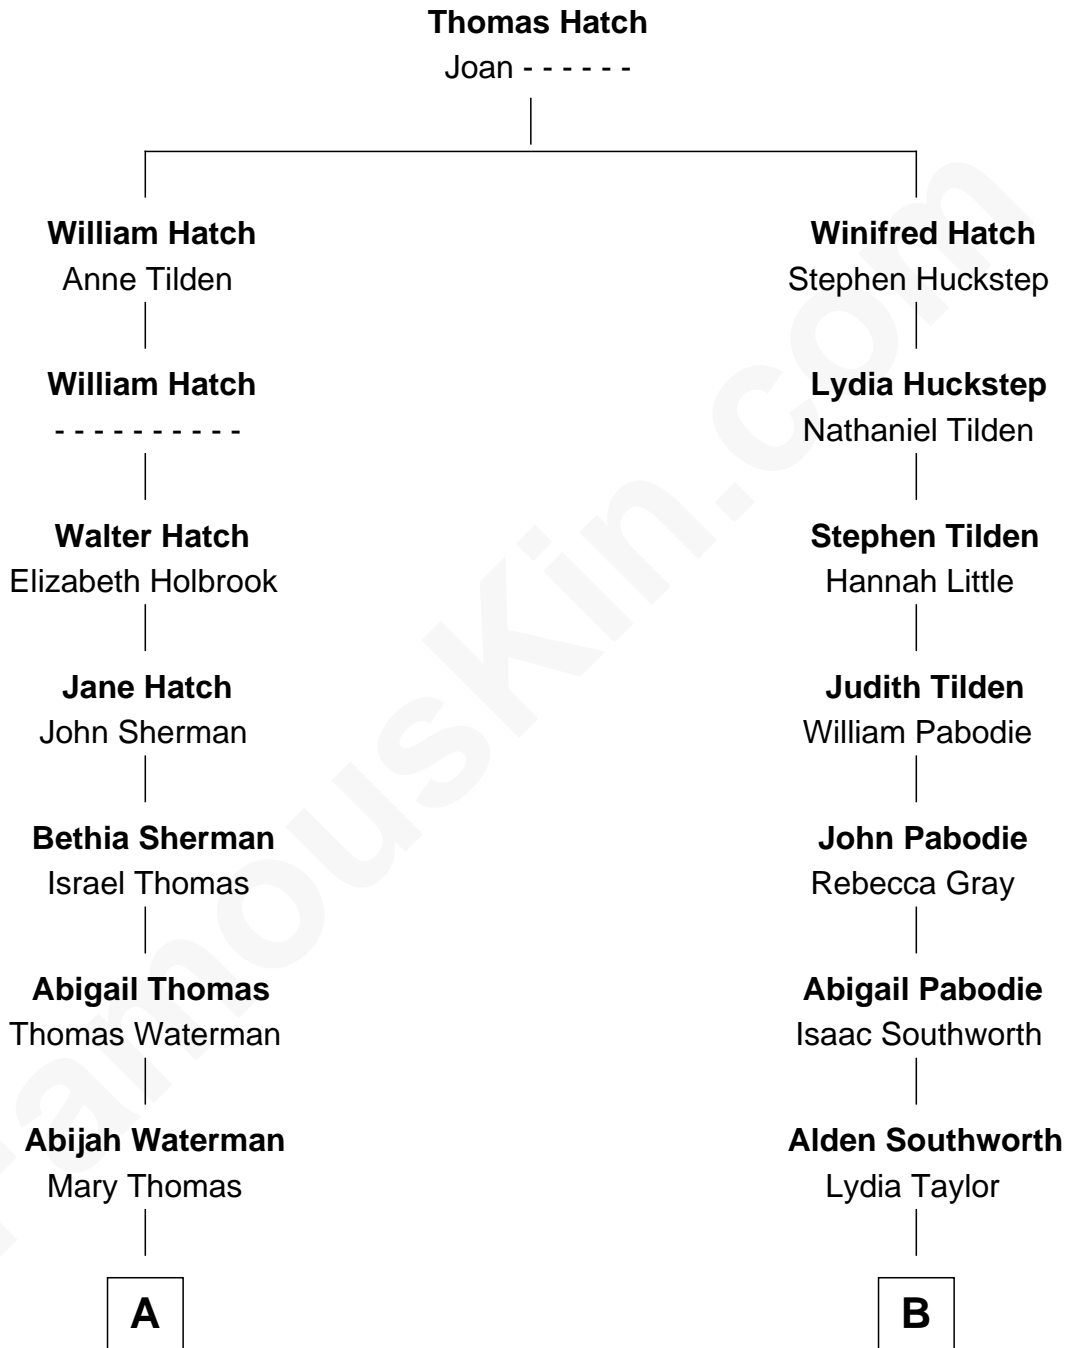 Thomas Hatch
Joan - - - - - -
William Hatch
Anne Tilden
Winifred Hatch
Stephen Huckstep
William Hatch
- - - - - - - - - -
Lydia Huckstep
Nathaniel Tilden
Walter Hatch
Elizabeth Holbrook
Stephen Tilden
Hannah Little
Jane Hatch
John Sherman
Judith Tilden
William Pabodie
Bethia Sherman
Israel Thomas
John Pabodie
Rebecca Gray
Abigail Thomas
Thomas Waterman
Abigail Pabodie
Isaac Southworth
Abijah Waterman
Mary Thomas
Alden Southworth
Lydia Taylor
A
B
FamousKin.com